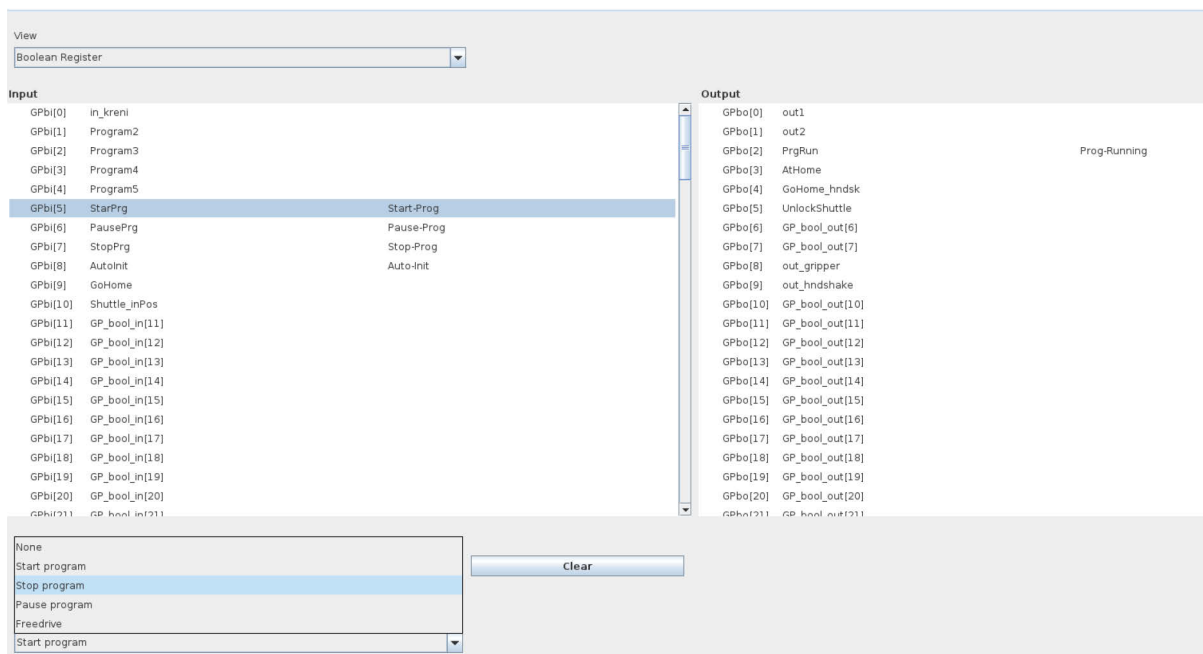 View
Boolean Register
Input
GPbi[0] in_kreni
GPbi[1] Program2
GPbi[2] Program3
GPbi[3] Program4
GPbi[4] Program5
GPbi[5] StarPrg Start-Prog
GPbi[6] PausePrg Pause-Prog
GPbi[7] StopPrg Stop-Prog
GPbi[8] AutoInit Auto-Init
GPbi[9] GoHome
GPbi[10] Shuttle_inPos
GPbi[11] GP_bool_in[11]
GPbi[12] GP_bool_in[12]
GPbi[13] GP_bool_in[13]
GPbi[14] GP_bool_in[14]
GPbi[15] GP_bool_in[15]
GPbi[16] GP_bool_in[16]
GPbi[17] GP_bool_in[17]
GPbi[18] GP_bool_in[18]
GPbi[19] GP_bool_in[19]
GPbi[20] GP_bool_in[20]
GPbi[21] GP_bool_in[21]
Output
GPbo[0] out1
GPbo[1] out2
GPbo[2] PrgRun Prog-Running
GPbo[3] AtHome
GPbo[4] GoHome_hndsk
GPbo[5] UnlockShuttle
GPbo[6] GP_bool_out[6]
GPbo[7] GP_bool_out[7]
GPbo[8] out_gripper
GPbo[9] out_hndshake
GPbo[10] GP_bool_out[10]
GPbo[11] GP_bool_out[11]
GPbo[12] GP_bool_out[12]
GPbo[13] GP_bool_out[13]
GPbo[14] GP_bool_out[14]
GPbo[15] GP_bool_out[15]
GPbo[16] GP_bool_out[16]
GPbo[17] GP_bool_out[17]
GPbo[18] GP_bool_out[18]
GPbo[19] GP_bool_out[19]
GPbo[20] GP_bool_out[20]
GPbo[21] GP_bool_out[21]
None
Start program
Stop program
Pause program
Freedrive
Start program
Clear